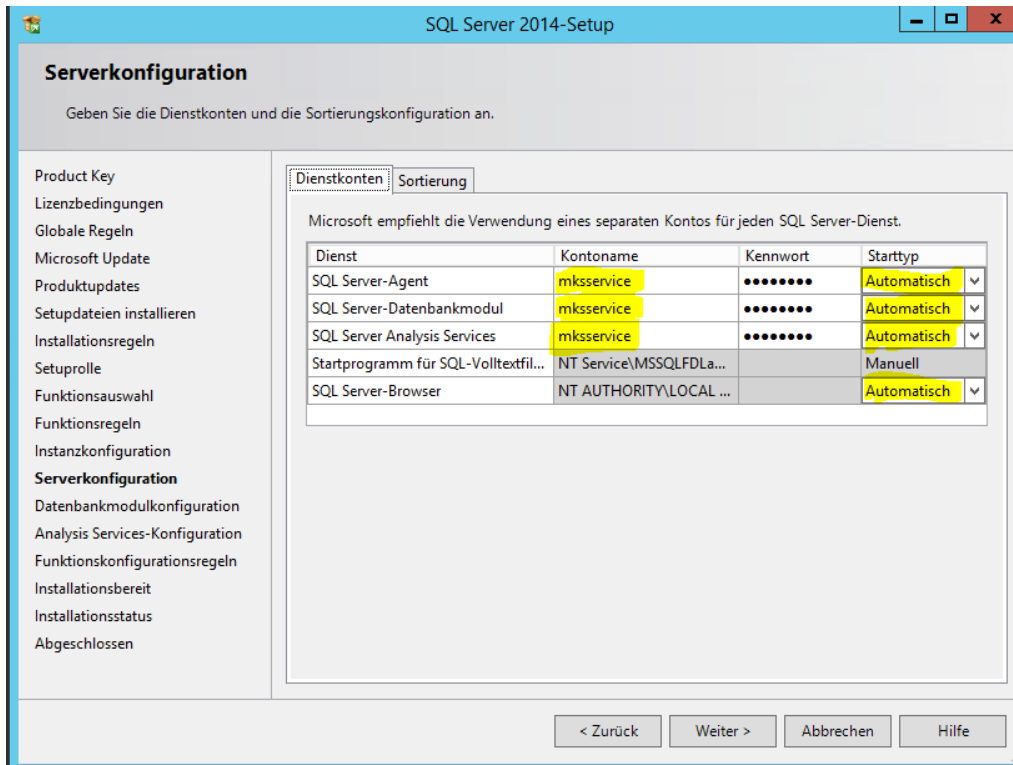 SQL Server 2014-Setup
Serverkonfiguration
Geben Sie die Dienstkonten und die Sortierungskonfiguration an.
Product Key
Lizenzbedingungen
Globale Regeln
Microsoft Update
Produktupdates
Setupdateien installieren
Installationsregeln
Setuprolle
Funktionsauswahl
Funktionsregeln
Instanzkonfiguration
Serverkonfiguration
Datenbankmodulkonfiguration
Analysis Services-Konfiguration
Funktionskonfigurationsregeln
Installationsbereit
Installationsstatus
Abgeschlossen
Dienstkonten Sortierung
Microsoft empfiehlt die Verwendung eines separaten Kontos für jeden SQL Server-Dienst.
Dienst Kontoname Kennwort Starttyp
SQL Server-Agent mksservice ●●●●●●●● Automatisch
SQL Server-Datenbankmodul mksservice ●●●●●●●● Automatisch
SQL Server Analysis Services mksservice ●●●●●●●● Automatisch
Startprogramm für SQL-Volltextfil... NT Service\MSSQLFDLa... Manuell
SQL Server-Browser NT AUTHORITY\LOCAL ... Automatisch
< Zurück Weiter > Abbrechen Hilfe